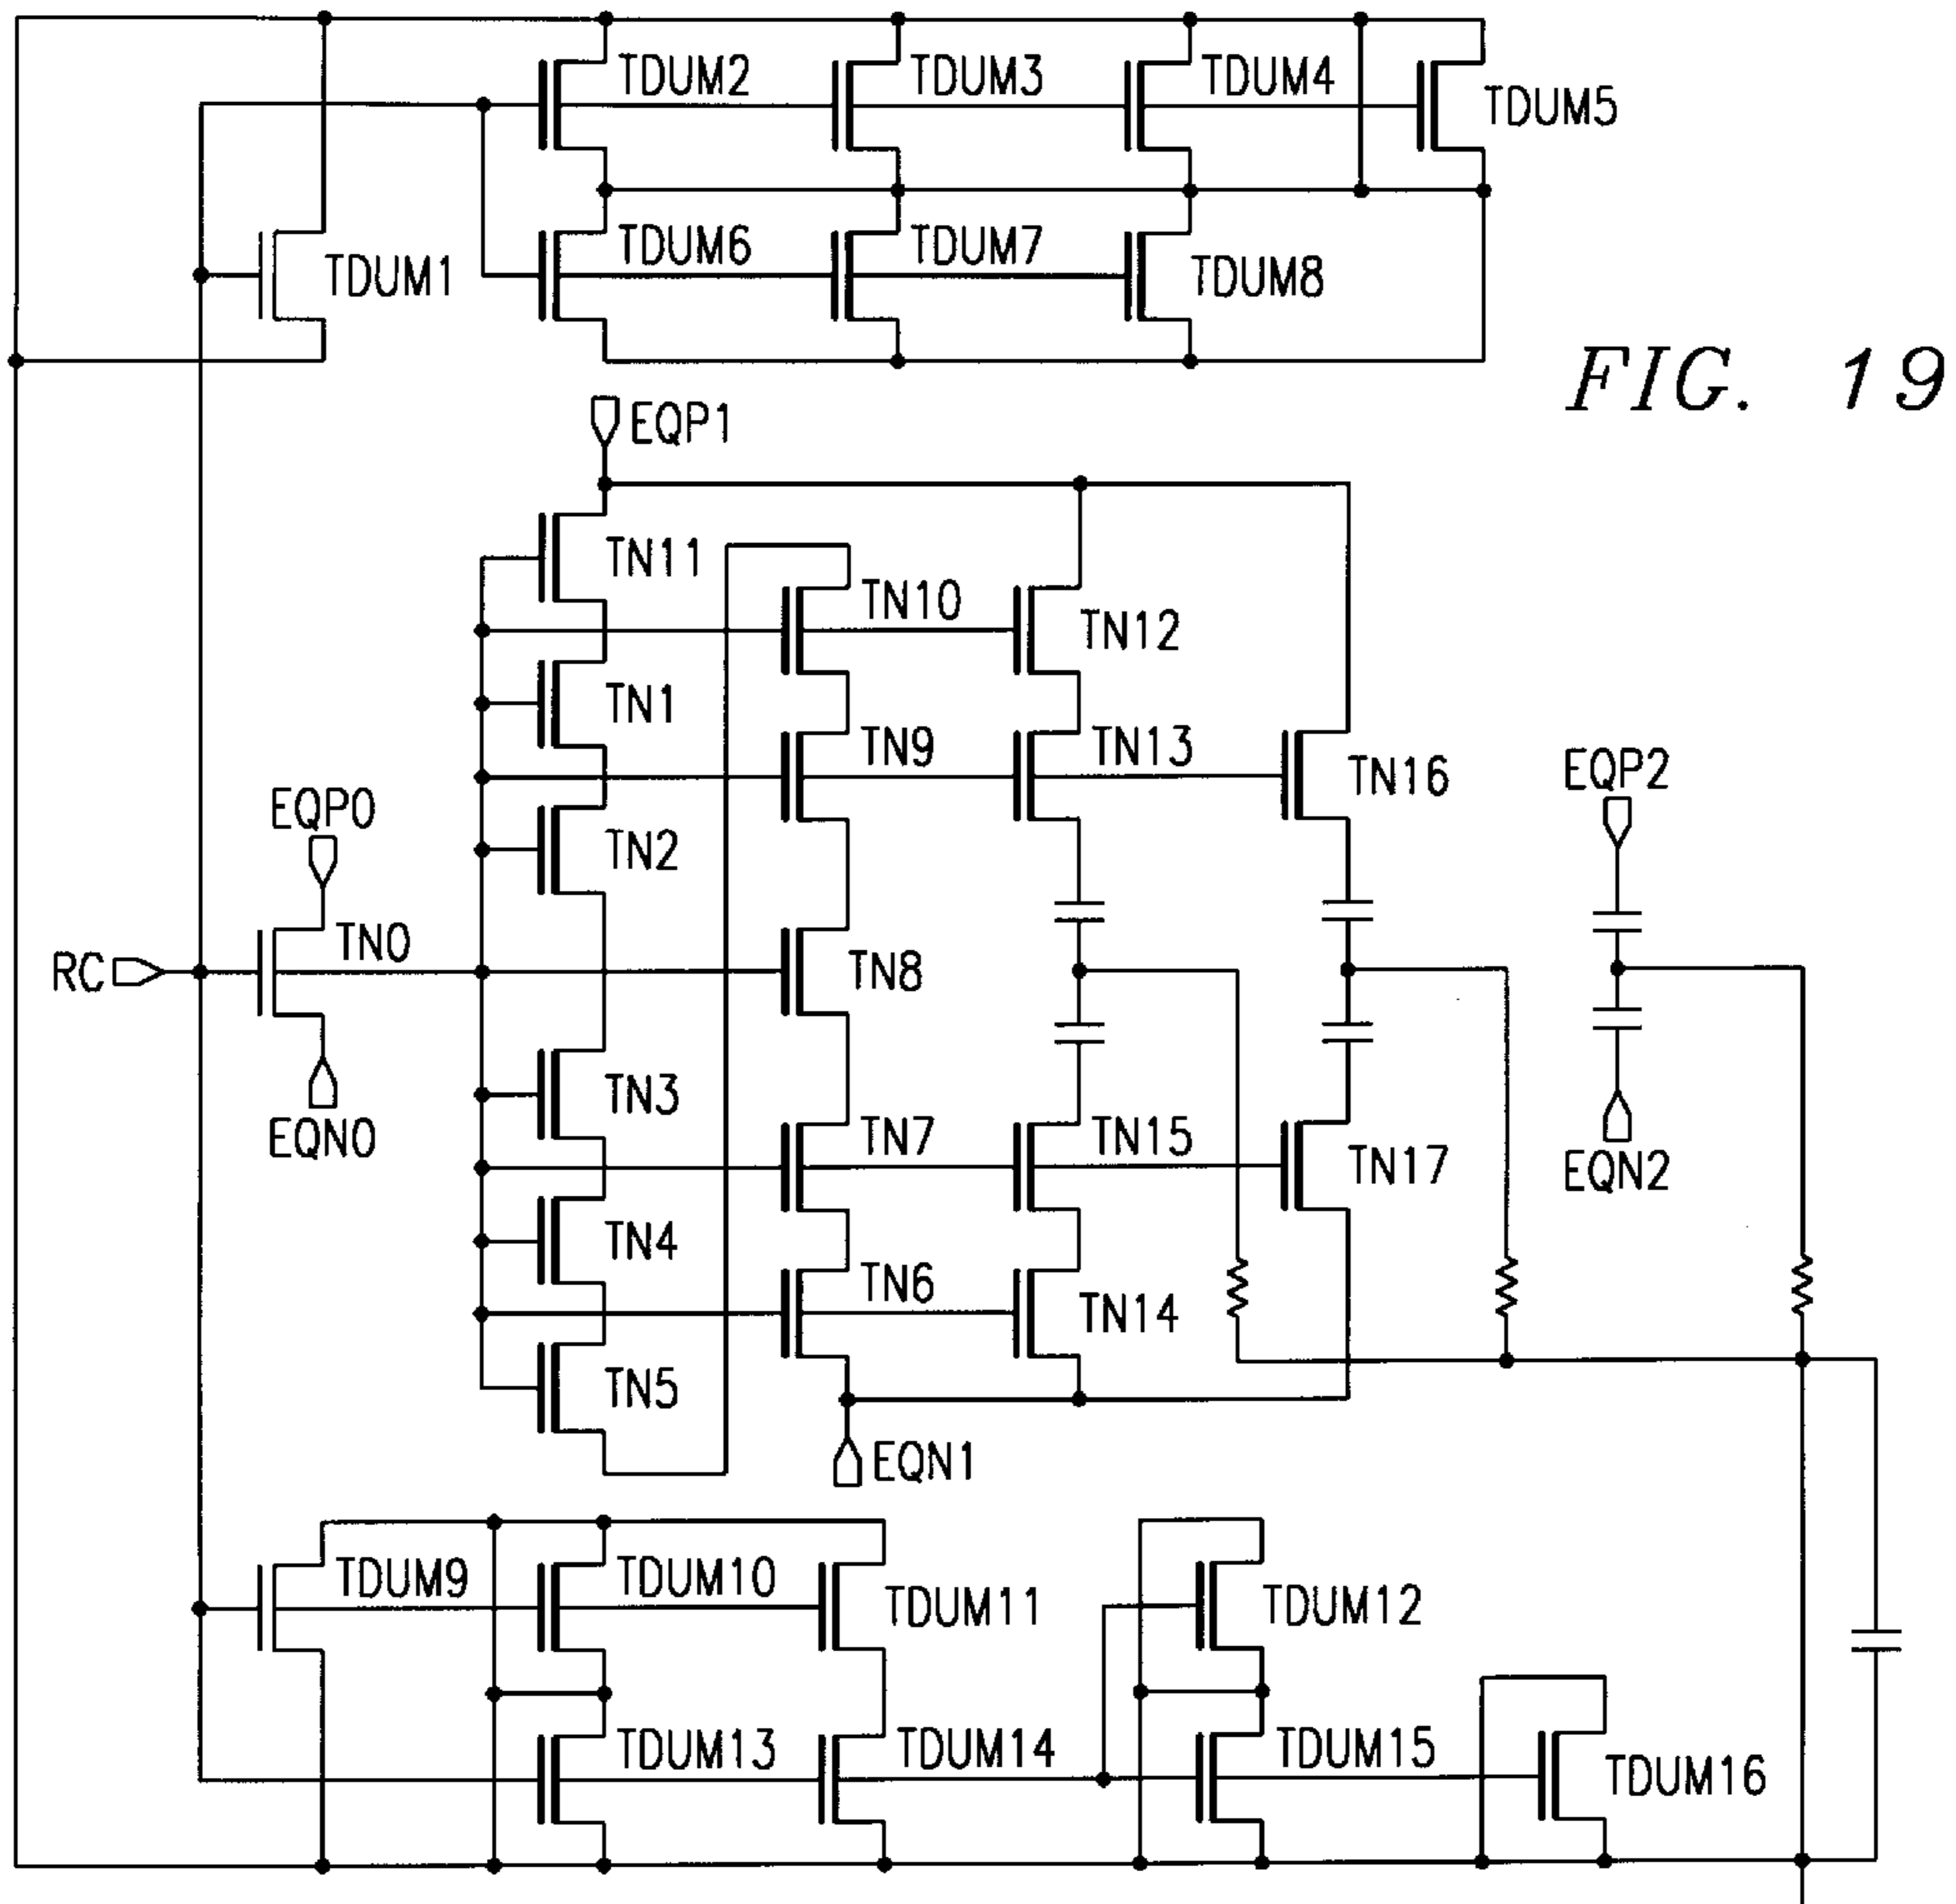 TDUM2
TDUM3
TDUM4
TDUM5
TDUM1
TDUM6
TDUM7
TDUM8
FIG. 19
EQP1
TN11
TN10
TN12
TN1
TN9
TN13
TN16
EQP2
EQP0
TN2
RC
TN0
TN8
TN3
EQN0
TN7
TN15
TN17
EQN2
TN4
TN6
TN14
TN5
EQN1
TDUM9
TDUM10
TDUM11
TDUM12
TDUM13
TDUM14
TDUM15
TDUM16